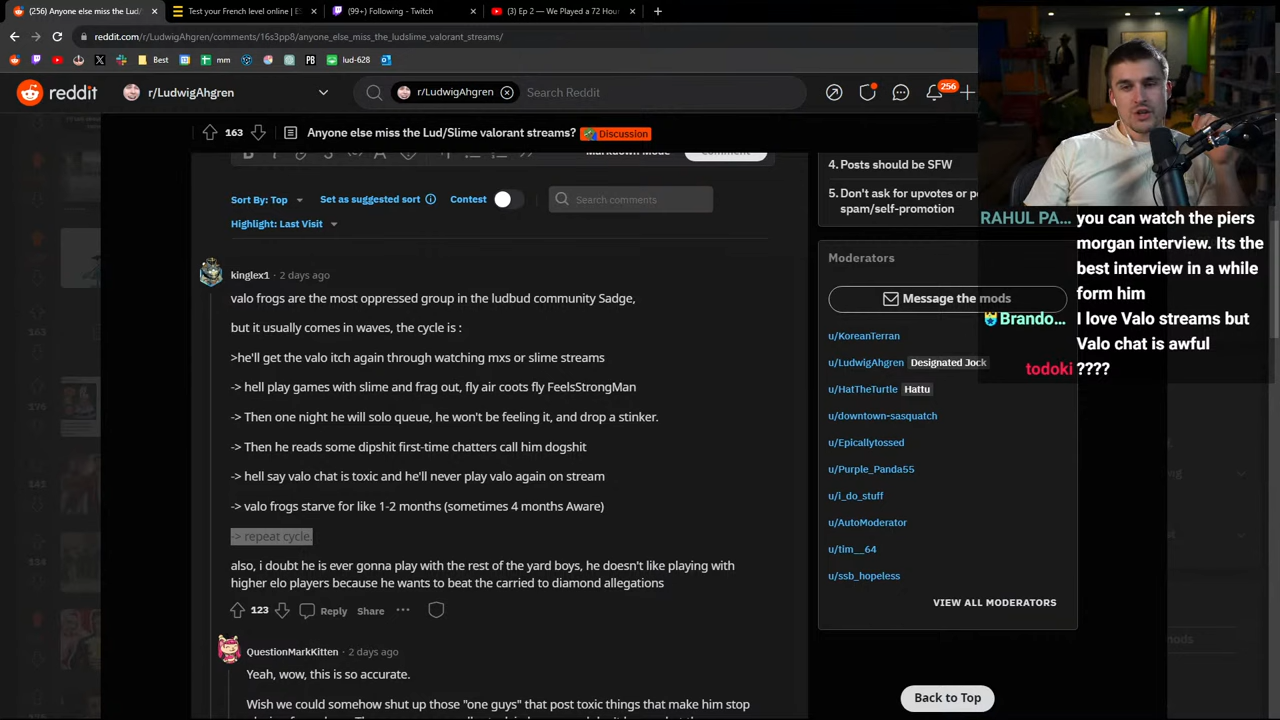 (256) Anyone else miss the Lud/
Test your French level online | E
(99+) Following - Twitch
(3) Ep 2 — We Played a 72 Hou
reddit.com/r/LudwigAhgren/comments/16s3pp8/anyone_else_miss_the_ludslime_valorant_streams/
Best
mm
lud-628
reddit
r/LudwigAhgren
r/LudwigAhgren
Search Reddit
256
163
Anyone else miss the Lud/Slime valorant streams?
Discussion
Markdown Mode
Comment
Sort By: Top
Set as suggested sort
Contest
Search comments
Highlight: Last Visit
kinglex1 · 2 days ago
valo frogs are the most oppressed group in the ludbud community Sadge,
but it usually comes in waves, the cycle is :
>he'll get the valo itch again through watching mxs or slime streams
-> hell play games with slime and frag out, fly air coots fly FeelsStrongMan
-> Then one night he will solo queue, he won't be feeling it, and drop a stinker.
-> Then he reads some dipshit first-time chatters call him dogshit
-> hell say valo chat is toxic and he'll never play valo again on stream
-> valo frogs starve for like 1-2 months (sometimes 4 months Aware)
-> repeat cycle.
also, i doubt he is ever gonna play with the rest of the yard boys, he doesn't like playing with
higher elo players because he wants to beat the carried to diamond allegations
123
Reply
Share
QuestionMarkKitten · 2 days ago
Yeah, wow, this is so accurate.
Wish we could somehow shut up those "one guys" that post toxic things that make him stop
4. Posts should be SFW
5. Don't ask for upvotes or po
spam/self-promotion
Moderators
Message the mods
u/KoreanTerran
u/LudwigAhgren Designated Jock
u/HatTheTurtle Hattu
u/downtown-sasquatch
u/Epicallytossed
u/Purple_Panda55
u/i_do_stuff
u/AutoModerator
u/tim__64
u/ssb_hopeless
VIEW ALL MODERATORS
Back to Top
RAHUL PA... you can watch the piers
morgan interview. Its the
best interview in a while
form him
Brando... I love Valo streams but
Valo chat is awful
todoki ????